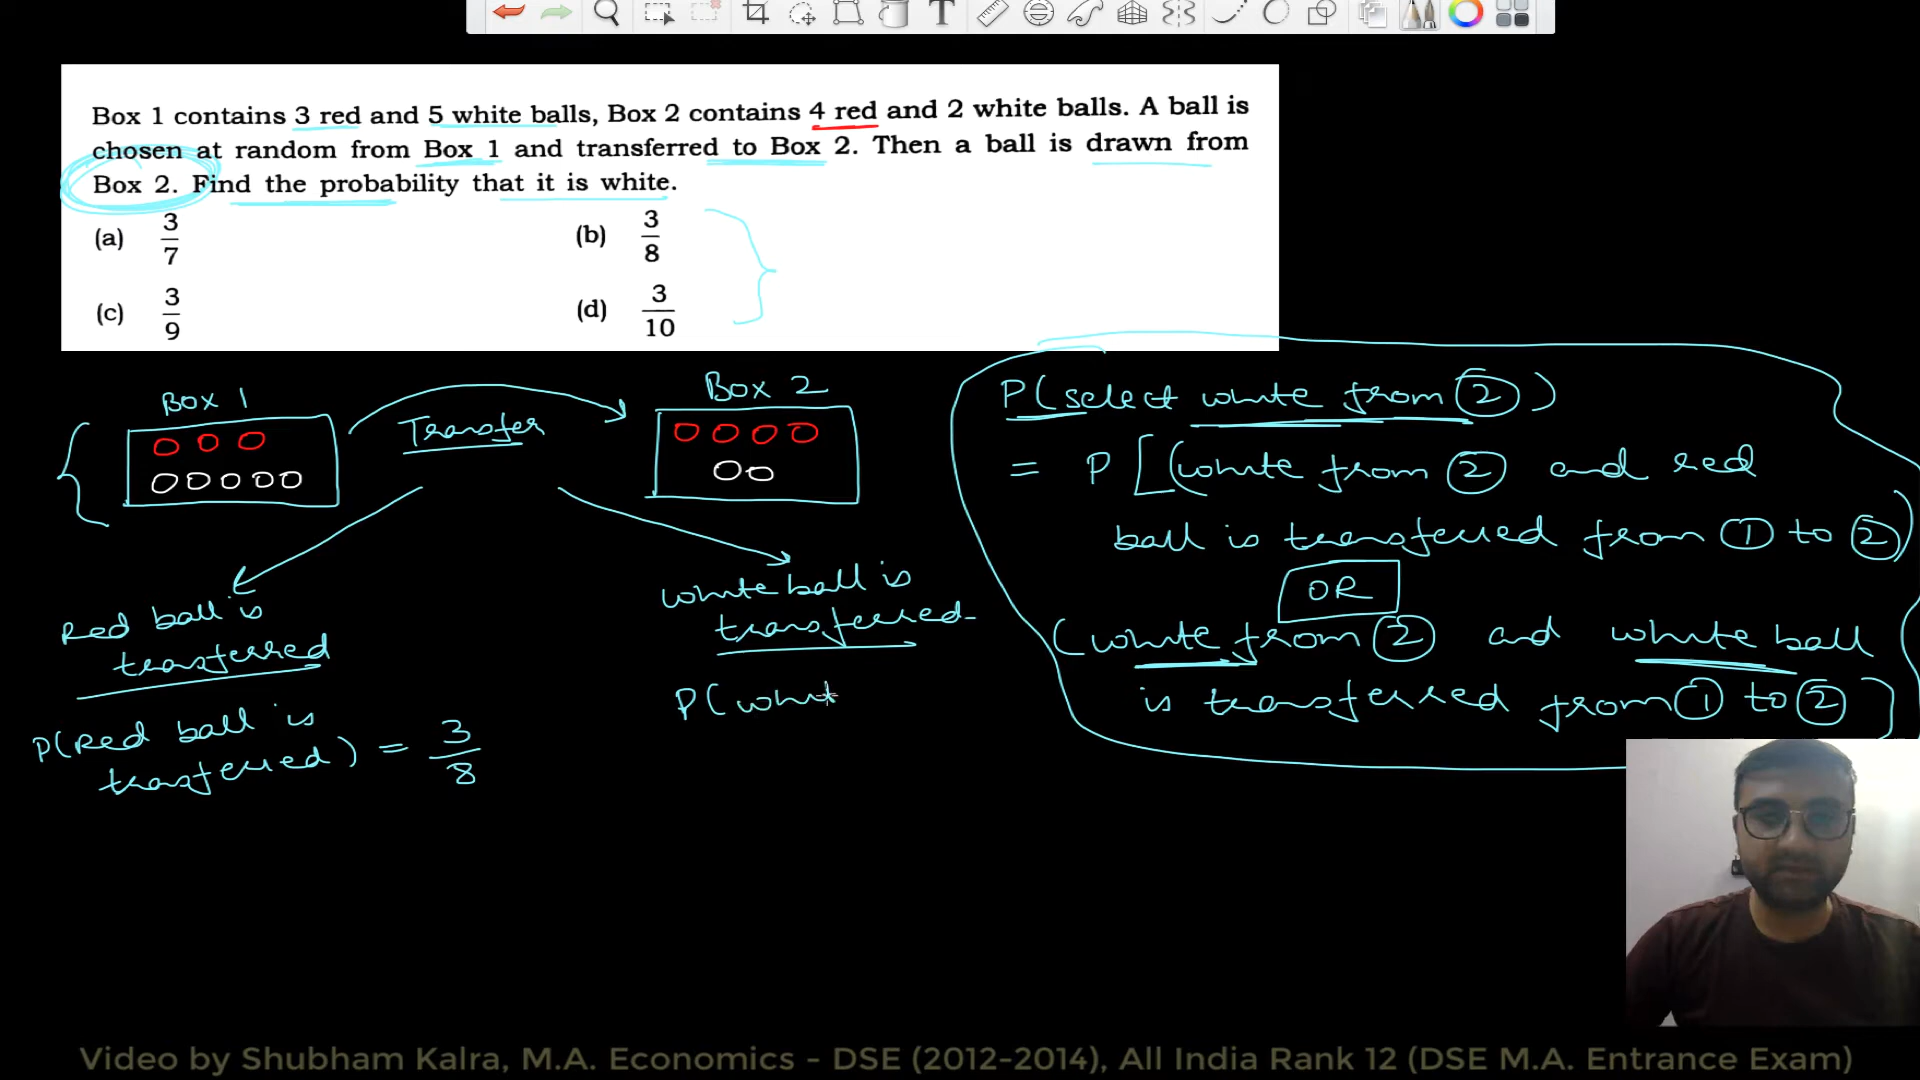 Box 1 contains 3 red and 5 white balls, Box 2 contains 4 red and 2 white balls. A ball is
chosen at random from Box 1 and transferred to Box 2. Then a ball is drawn from
Box 2. Find the probability that it is white.
(a) 3/7 (b) 3/8
(c) 3/9 (d) 3/10
Box 1
Transfer
Box 2
Red ball is
transferred
P(Red ball is
transferred) = 3/8
white ball is
transferred
P(whit
P(select white from ②)
= P[(white from ② and red
ball is transferred from ① to ②)
OR
(white from ② and white ball
is transferred from ① to ②]
Video by Shubham Kalra, M.A. Economics - DSE (2012-2014), All India Rank 12 (DSE M.A. Entrance Exam)